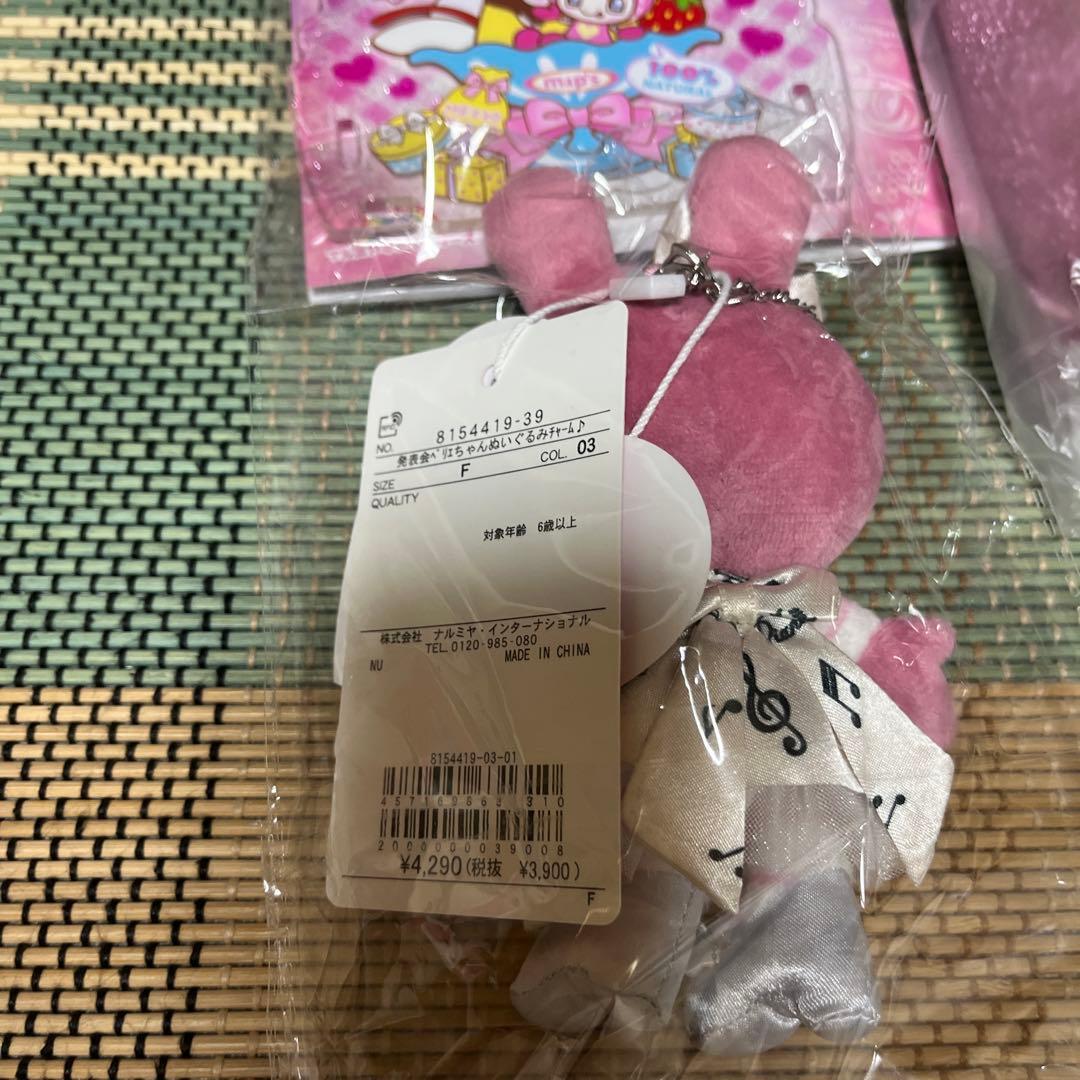 mip's
100%
NATURAL
NO. 8154419-39
発表会ﾍﾞﾘｴちゃんぬいぐるみﾁｬｰﾑ♪
SIZE F COL. 03
QUALITY
対象年齢 6歳以上
株式会社 ナルミヤ・インターナショナル
TEL.0120-985-080
NU MADE IN CHINA
8154419-03-01
310
2000000039008
¥4,290(税抜 ¥3,900)
F